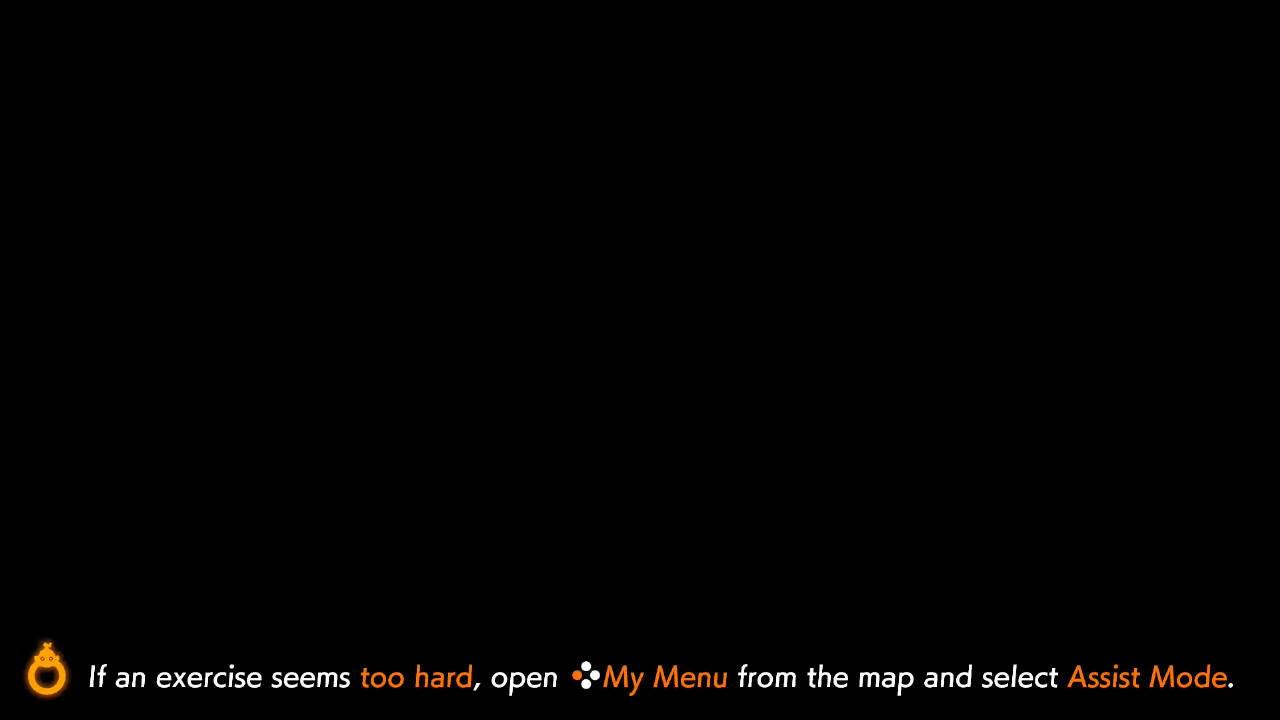 If an exercise seems too hard, open My Menu from the map and select Assist Mode.